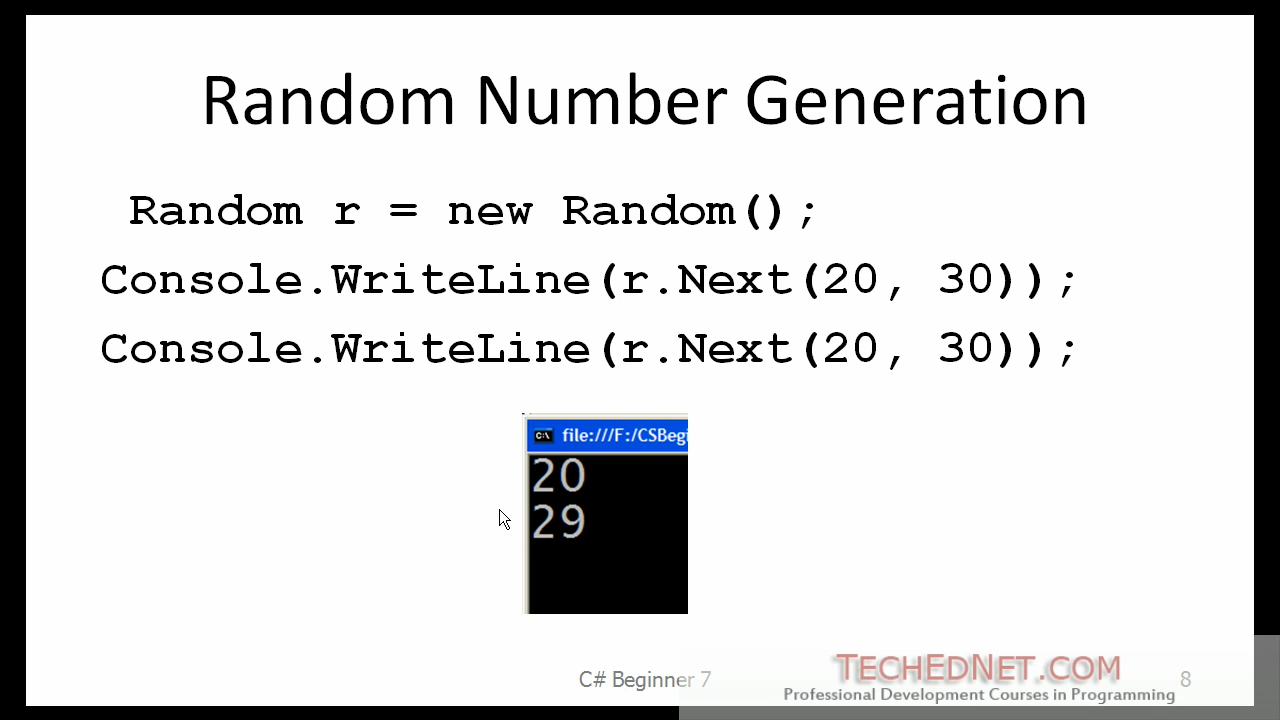 Random Number Generation
Random r = new Random();
Console.WriteLine(r.Next(20, 30));
Console.WriteLine(r.Next(20, 30));
C:\ file:///F:/CSBegi
20
29
C# Beginner 7
TECHEDNET.COM
Professional Development Courses in Programming
8